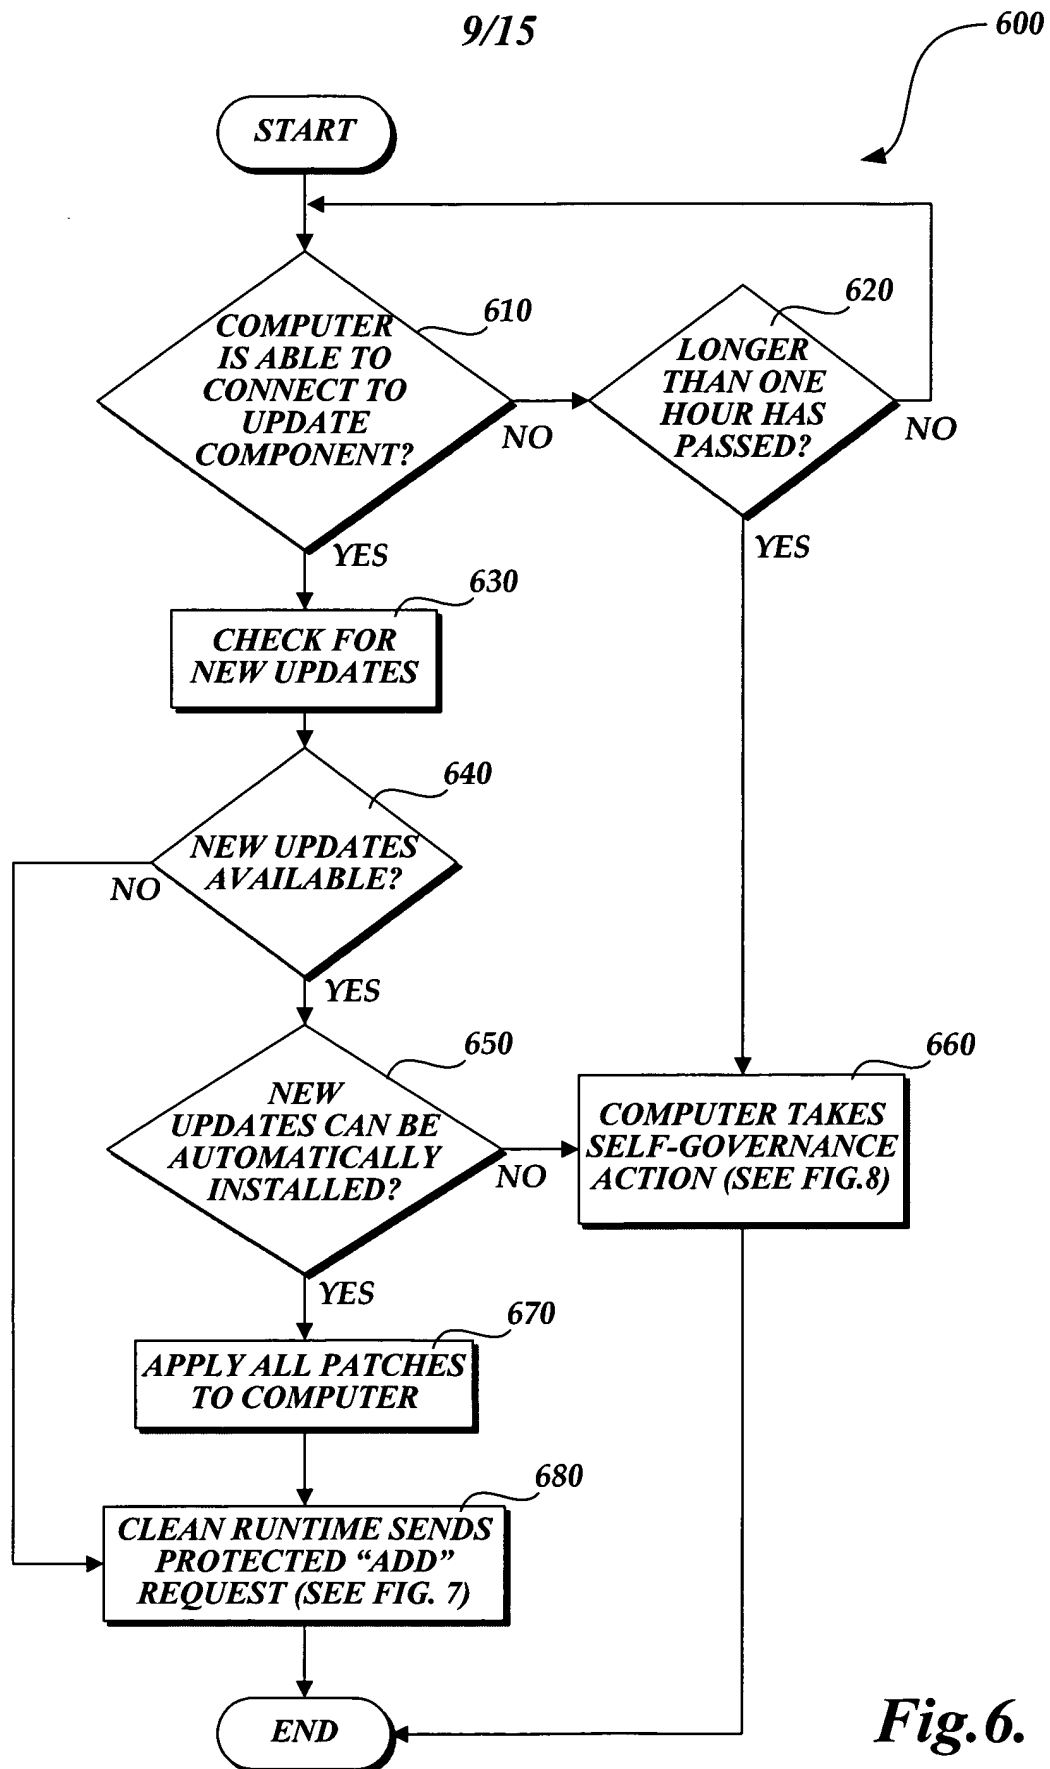 9/15
600
START
610
COMPUTER
IS ABLE TO
CONNECT TO
UPDATE
COMPONENT?
NO
YES
620
LONGER
THAN ONE
HOUR HAS
PASSED?
NO
YES
630
CHECK FOR
NEW UPDATES
640
NEW UPDATES
AVAILABLE?
NO
YES
650
NEW
UPDATES CAN BE
AUTOMATICALLY
INSTALLED?
NO
YES
660
COMPUTER TAKES
SELF-GOVERNANCE
ACTION (SEE FIG.8)
670
APPLY ALL PATCHES
TO COMPUTER
680
CLEAN RUNTIME SENDS
PROTECTED “ADD”
REQUEST (SEE FIG. 7)
END
Fig.6.